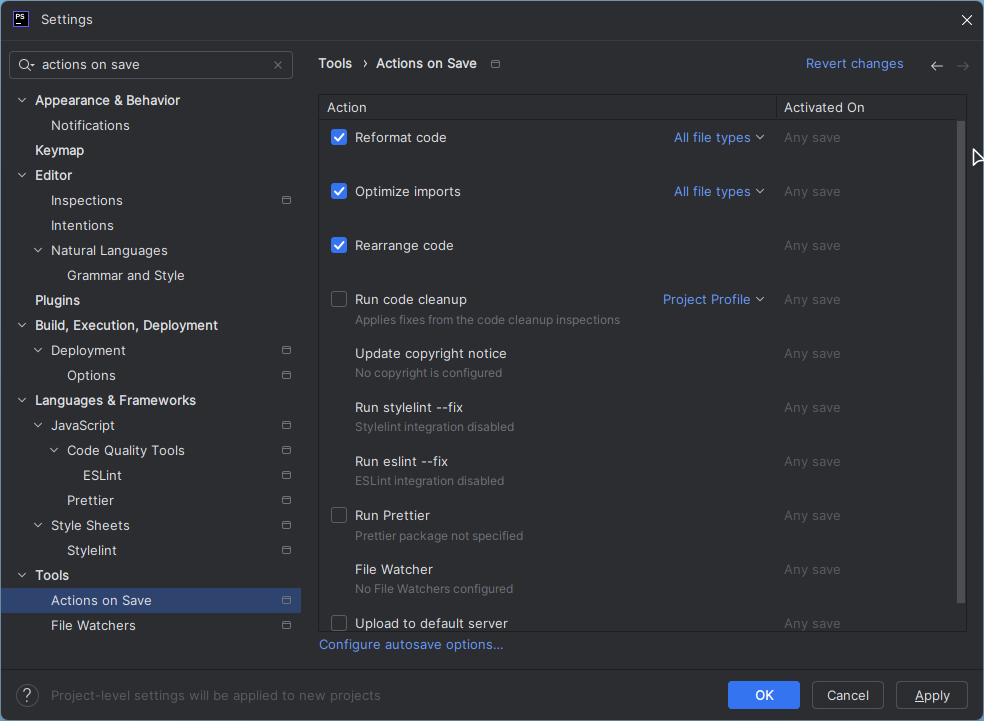 PS Settings
actions on save
Tools › Actions on Save
Revert changes
Appearance & Behavior
Notifications
Keymap
Editor
Inspections
Intentions
Natural Languages
Grammar and Style
Plugins
Build, Execution, Deployment
Deployment
Options
Languages & Frameworks
JavaScript
Code Quality Tools
ESLint
Prettier
Style Sheets
Stylelint
Tools
Actions on Save
File Watchers
Action Activated On
Reformat code All file types Any save
Optimize imports All file types Any save
Rearrange code Any save
Run code cleanup Project Profile Any save
Applies fixes from the code cleanup inspections
Update copyright notice Any save
No copyright is configured
Run stylelint --fix Any save
Stylelint integration disabled
Run eslint --fix Any save
ESLint integration disabled
Run Prettier Any save
Prettier package not specified
File Watcher Any save
No File Watchers configured
Upload to default server Any save
Configure autosave options...
? Project-level settings will be applied to new projects
OK Cancel Apply